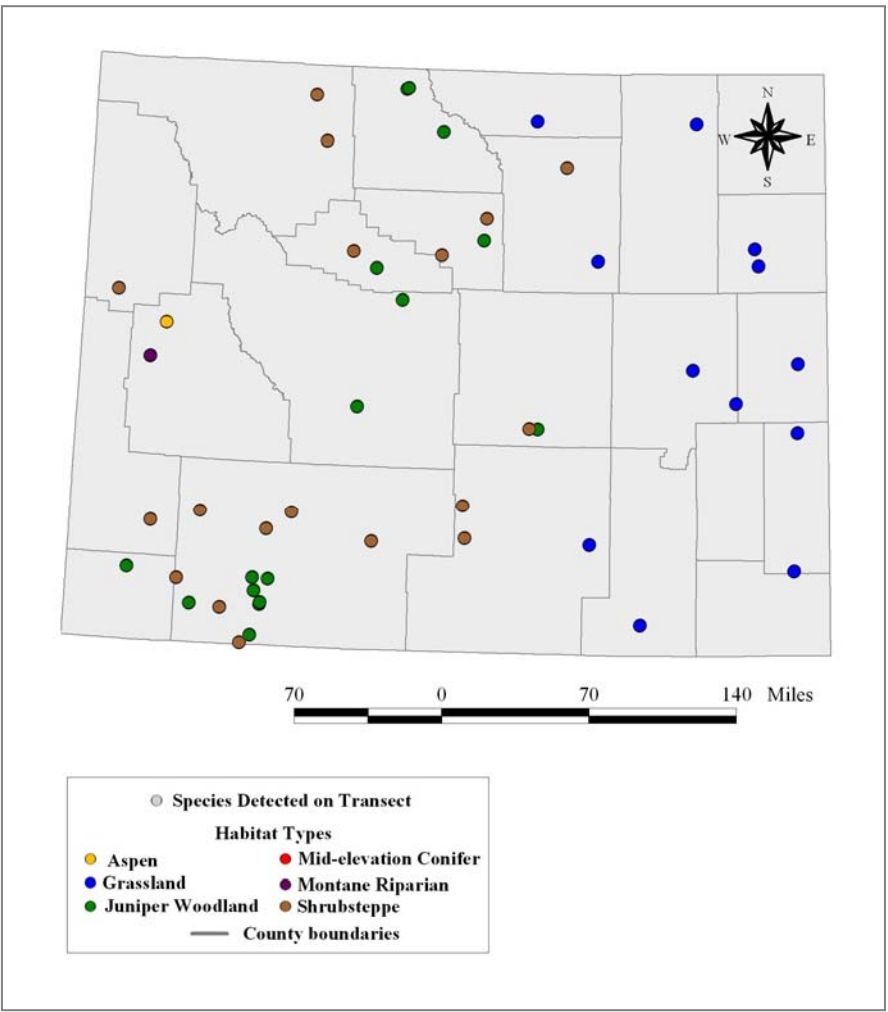 N
W E
S
70 0 70 140 Miles
Species Detected on Transect
Habitat Types
Aspen Mid-elevation Conifer
Grassland Montane Riparian
Juniper Woodland Shrubsteppe
County boundaries